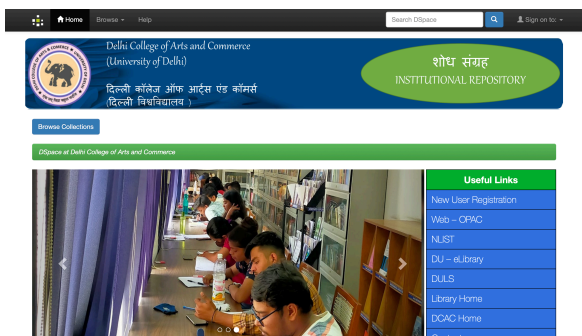 Home Browse Help Search DSpace Sign on to:
Delhi College of Arts and Commerce
(University of Delhi)
दिल्ली कॉलेज ऑफ आर्ट्स एंड कॉमर्स
(दिल्ली विश्वविद्यालय )
शोध संग्रह
INSTITUTIONAL REPOSITORY
Browse Collections
DSpace at Delhi College of Arts and Commerce
Useful Links
New User Registration
Web – OPAC
NLIST
DU – eLibrary
DULS
Library Home
DCAC Home